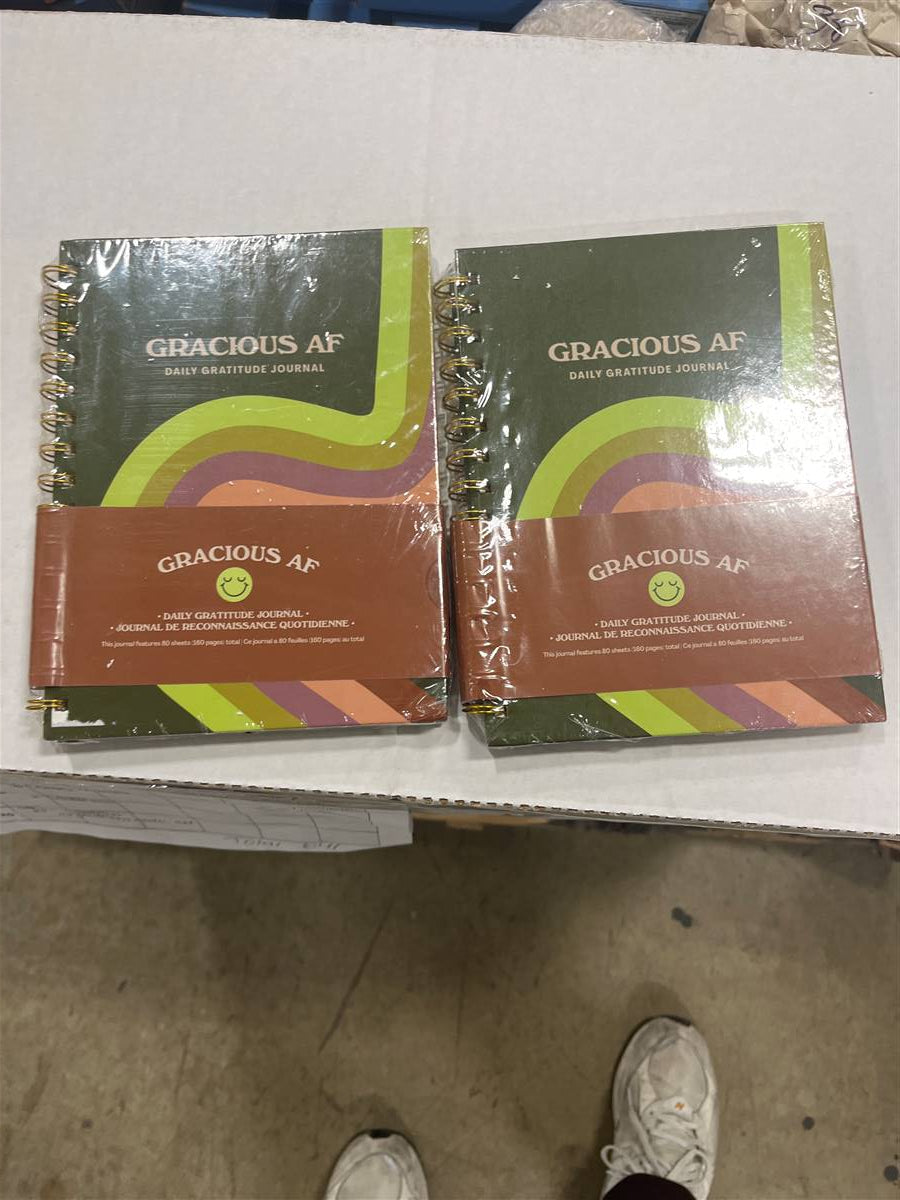 GRACIOUS AF
DAILY GRATITUDE JOURNAL
GRACIOUS AF
• DAILY GRATITUDE JOURNAL •
• JOURNAL DE RECONNAISSANCE QUOTIDIENNE •
This journal features 80 sheets (160 pages) total | Ce journal a 80 feuilles (160 pages) au total
GRACIOUS AF
DAILY GRATITUDE JOURNAL
GRACIOUS AF
• DAILY GRATITUDE JOURNAL •
• JOURNAL DE RECONNAISSANCE QUOTIDIENNE •
This journal features 80 sheets (160 pages) total | Ce journal a 80 feuilles (160 pages) au total